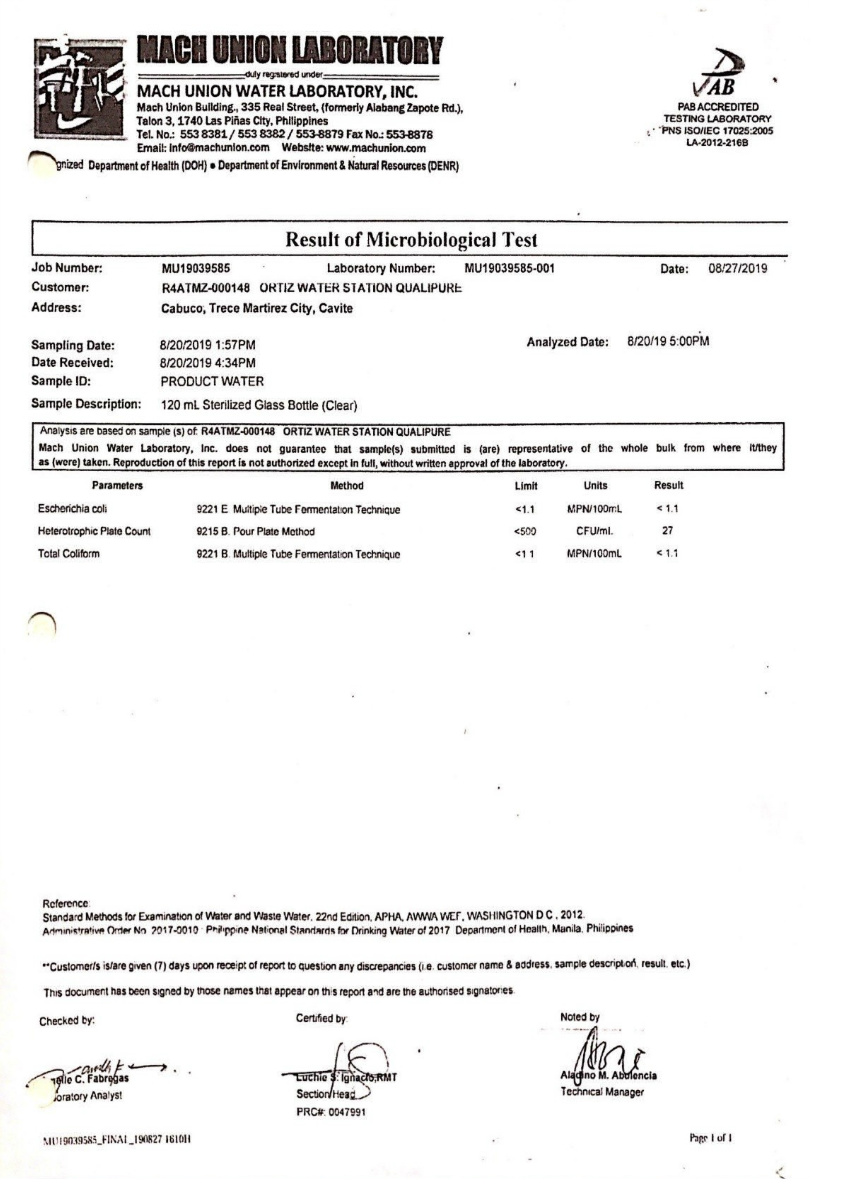 MACH UNION LABORATORY
duly registered under
MACH UNION WATER LABORATORY, INC.
Mach Union Building., 335 Real Street, (formerly Alabang Zapote Rd.),
Talon 3, 1740 Las Piñas City, Philippines
Tel. No.: 553 8381 / 553 8382 / 553-8879 Fax No.: 553-8878
Email: info@machunion.com Website: www.machunion.com
gnized Department of Health (DOH) ● Department of Environment & Natural Resources (DENR)
AB
PAB ACCREDITED
TESTING LABORATORY
PNS ISO/IEC 17025:2005
LA-2012-216B
Result of Microbiological Test
Job Number: MU19039585 Laboratory Number: MU19039585-001 Date: 08/27/2019
Customer: R4ATMZ-000148 ORTIZ WATER STATION QUALIPURE
Address: Cabuco, Trece Martirez City, Cavite
Sampling Date: 8/20/2019 1:57PM Analyzed Date: 8/20/19 5:00PM
Date Received: 8/20/2019 4:34PM
Sample ID: PRODUCT WATER
Sample Description: 120 mL Sterilized Glass Bottle (Clear)
Analysis are based on sample (s) of: R4ATMZ-000148 ORTIZ WATER STATION QUALIPURE
Mach Union Water Laboratory, Inc. does not guarantee that sample(s) submitted is (are) representative of the whole bulk from where it/they
as (were) taken. Reproduction of this report is not authorized except in full, without written approval of the laboratory.
Parameters Method Limit Units Result
Escherichia coli 9221 E. Multiple Tube Fermentation Technique <1.1 MPN/100mL < 1.1
Heterotrophic Plate Count 9215 B. Pour Plate Method <500 CFU/mL 27
Total Coliform 9221 B. Multiple Tube Fermentation Technique <1 1 MPN/100mL < 1.1
Reference:
Standard Methods for Examination of Water and Waste Water, 22nd Edition, APHA, AWWA WEF, WASHINGTON D C , 2012.
Administrative Order No 2017-0010 : Philippine National Standards for Drinking Water of 2017 Department of Health, Manila, Philippines
**Customer/s is/are given (7) days upon receipt of report to question any discrepancies (i.e. customer name & address, sample description, result, etc.)
This document has been signed by those names that appear on this report and are the authorised signatories.
Checked by: Certified by: Noted by
C. Fabregas Luchie S. Ignacio,RMT Aladino M. Abulencia
oratory Analyst Section Head Technical Manager
PRC#: 0047991
MU19039585_FINAL_190827 1610H Page 1 of 1